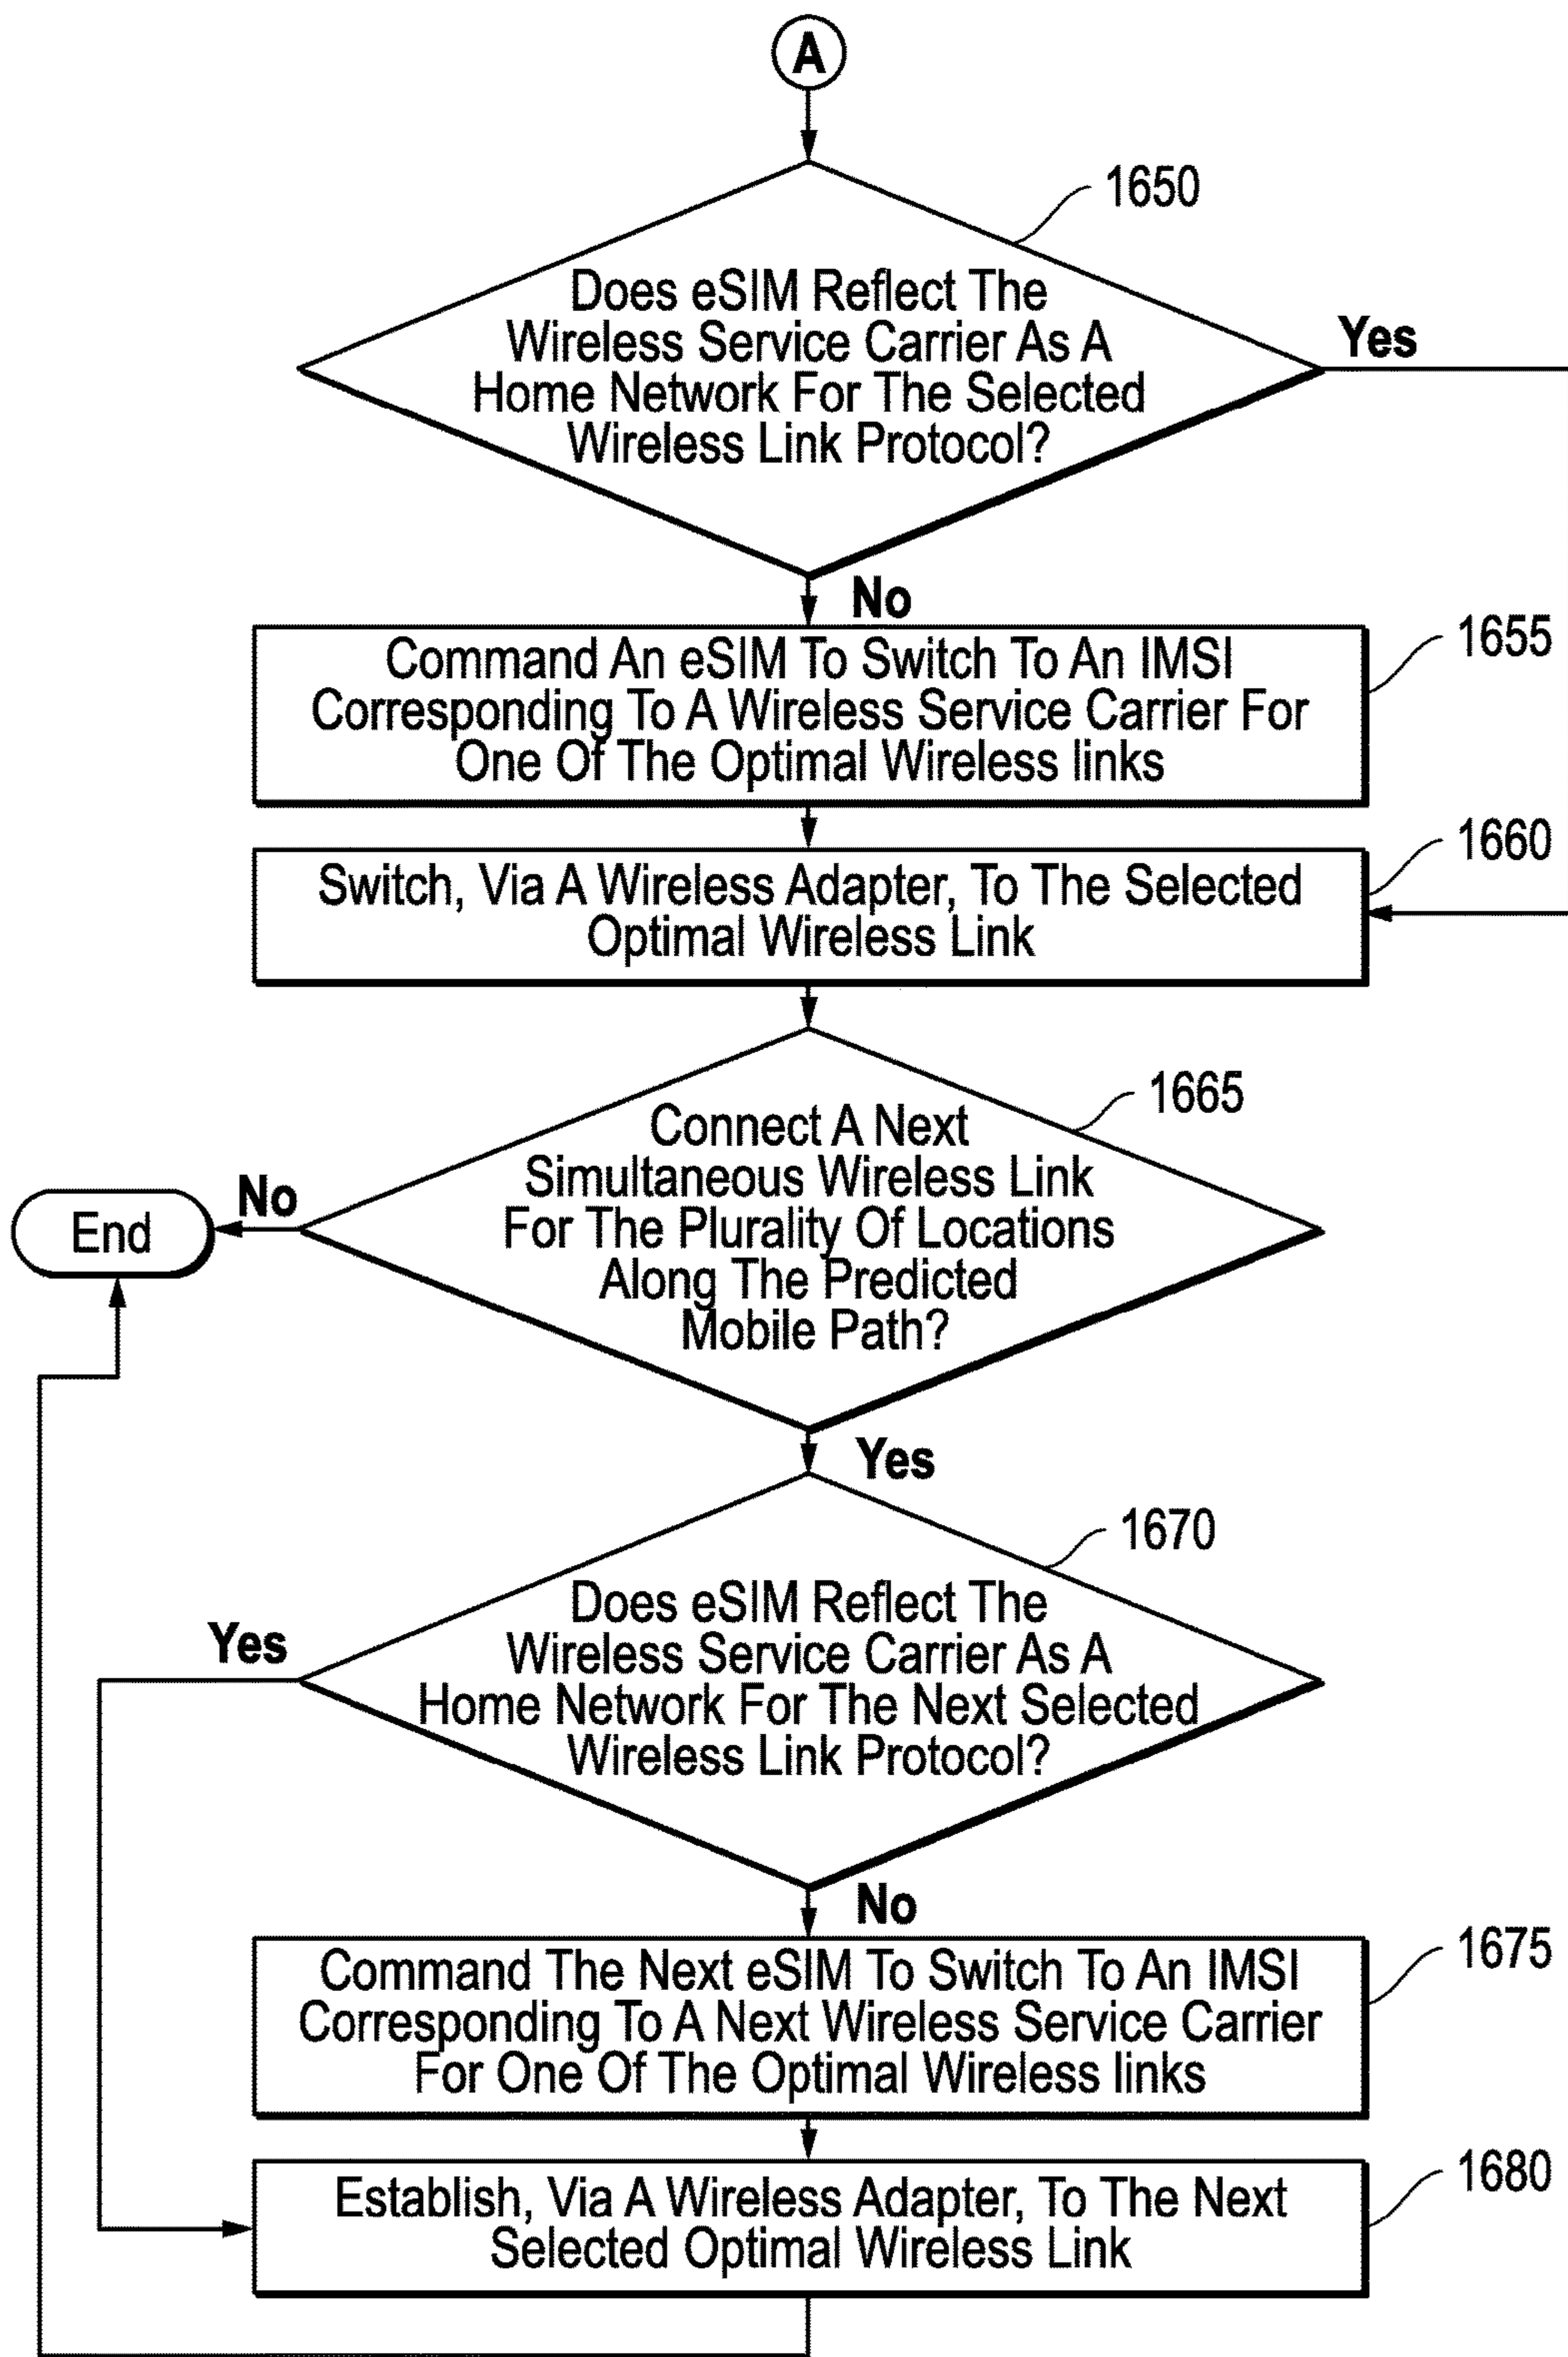 A
1650
Does eSIM Reflect The
Wireless Service Carrier As A
Home Network For The Selected
Wireless Link Protocol?
Yes
No
1655
Command An eSIM To Switch To An IMSI
Corresponding To A Wireless Service Carrier For
One Of The Optimal Wireless links
1660
Switch, Via A Wireless Adapter, To The Selected
Optimal Wireless Link
1665
Connect A Next
Simultaneous Wireless Link
For The Plurality Of Locations
Along The Predicted
Mobile Path?
No
End
Yes
1670
Does eSIM Reflect The
Wireless Service Carrier As A
Home Network For The Next Selected
Wireless Link Protocol?
Yes
No
1675
Command The Next eSIM To Switch To An IMSI
Corresponding To A Next Wireless Service Carrier
For One Of The Optimal Wireless links
1680
Establish, Via A Wireless Adapter, To The Next
Selected Optimal Wireless Link